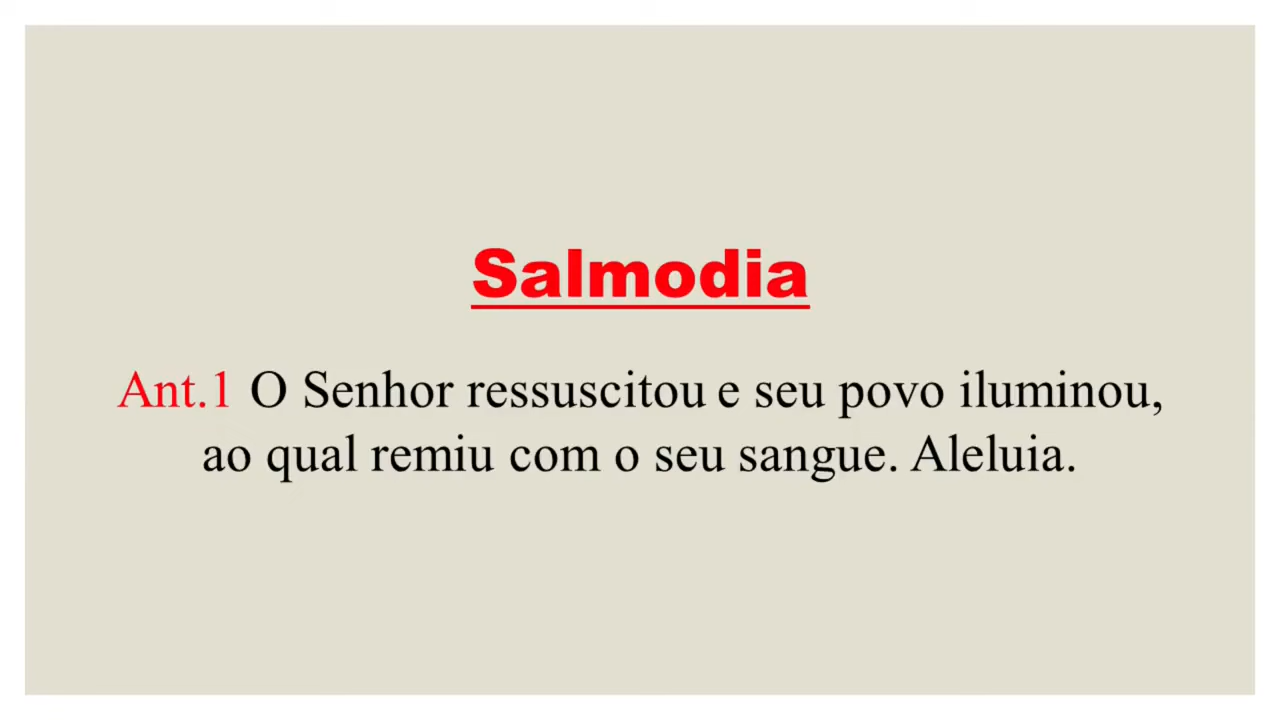 Salmodia
Ant.1 O Senhor ressuscitou e seu povo iluminou,
ao qual remiu com o seu sangue. Aleluia.